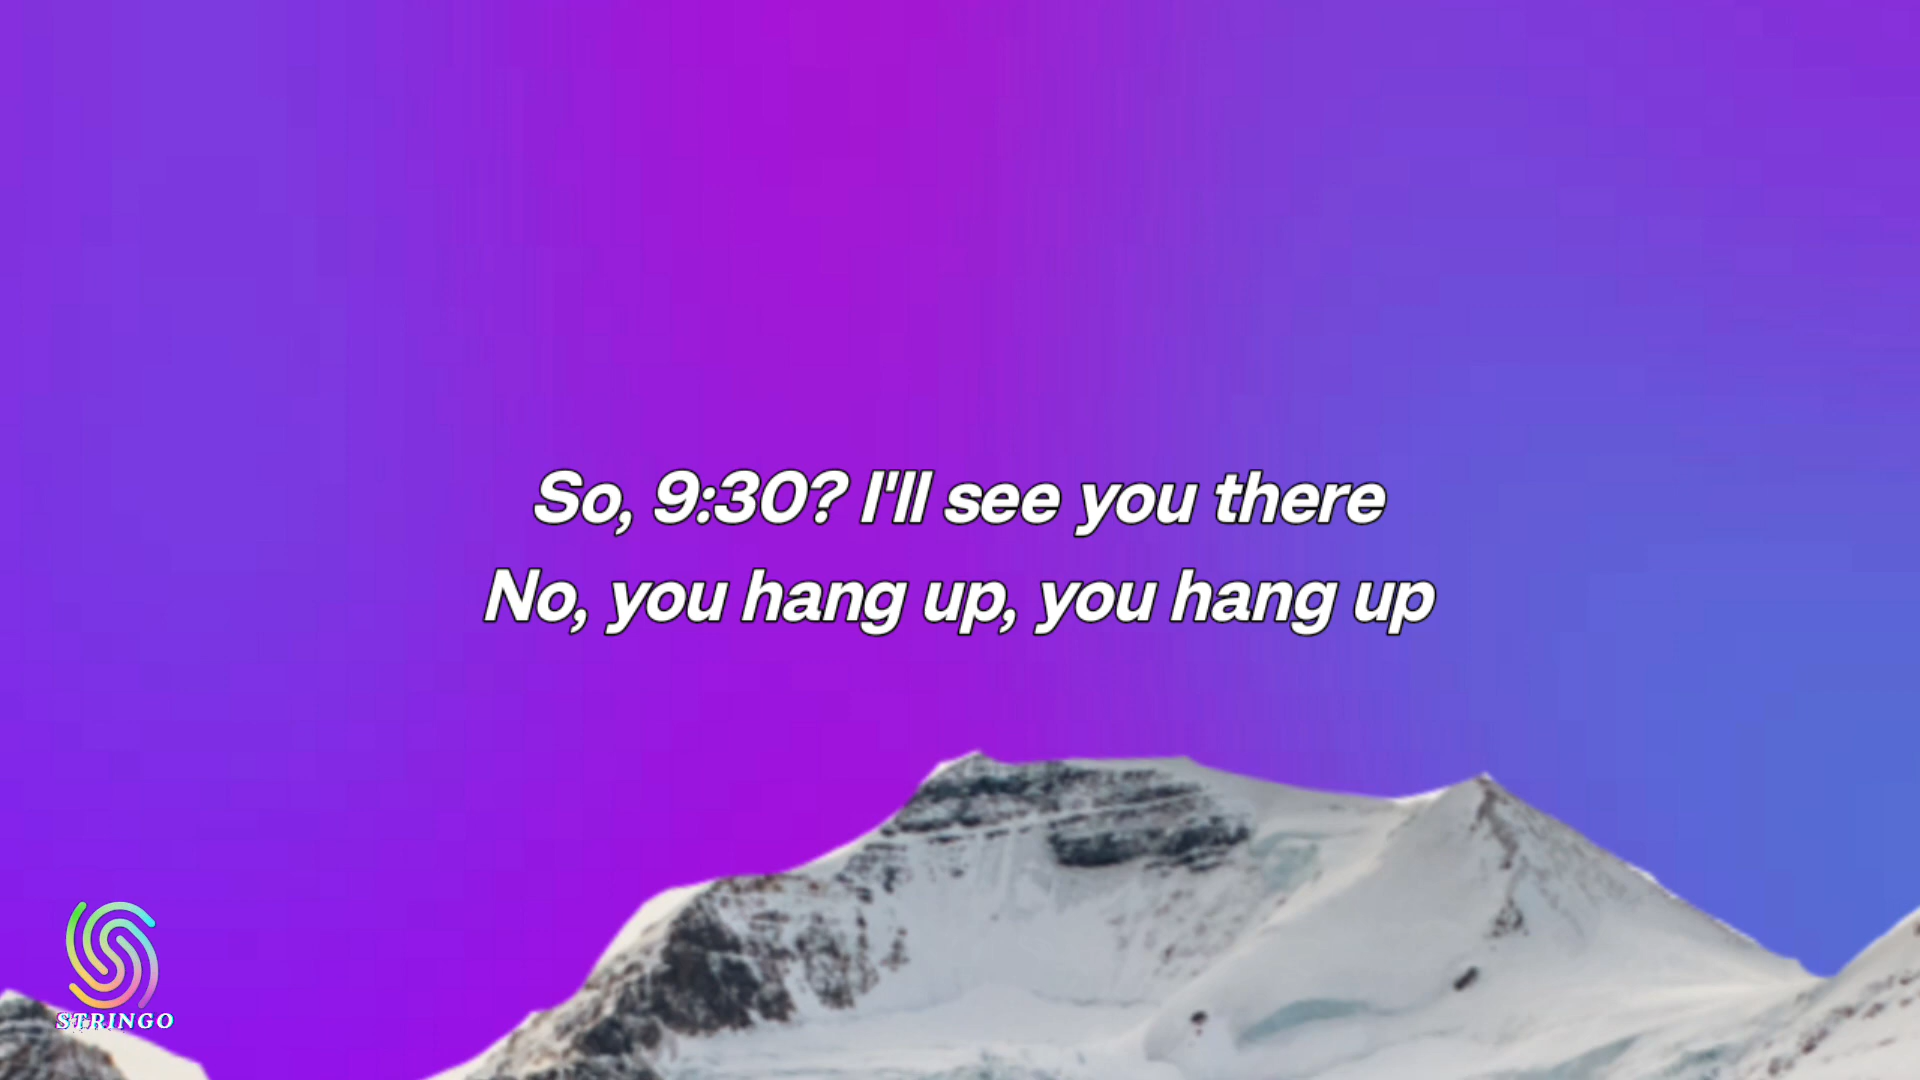 So, 9:30? I'll see you there
No, you hang up, you hang up
STRINGO